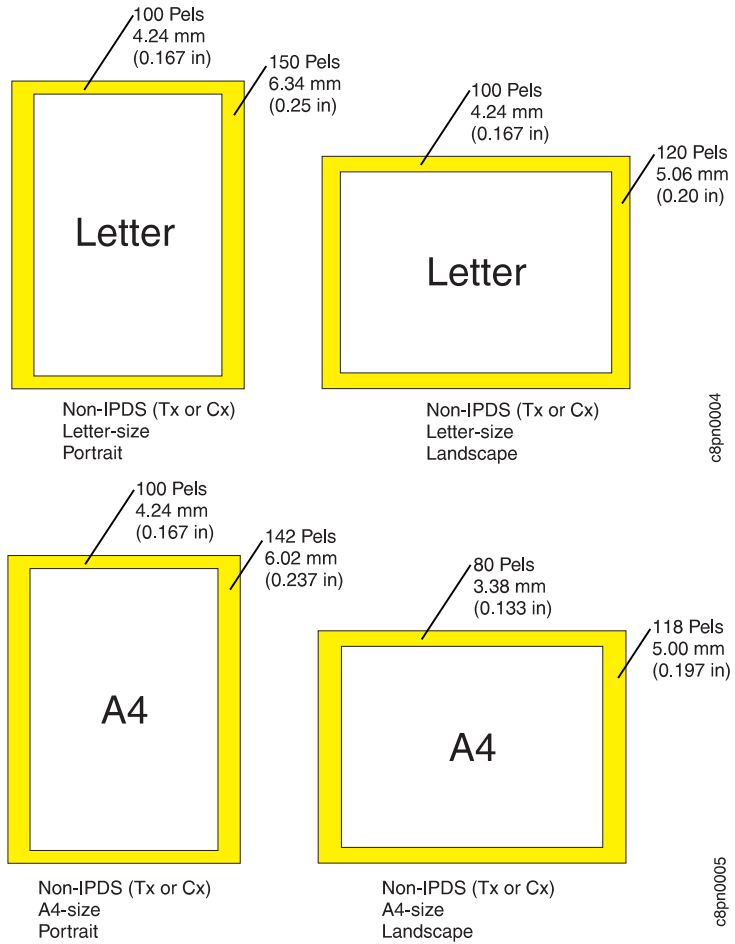 100 Pels
4.24 mm
(0.167 in)
150 Pels
6.34 mm
(0.25 in)
Letter
Non-IPDS (Tx or Cx)
Letter-size
Portrait
100 Pels
4.24 mm
(0.167 in)
120 Pels
5.06 mm
(0.20 in)
Letter
Non-IPDS (Tx or Cx)
Letter-size
Landscape
c8pn0004
100 Pels
4.24 mm
(0.167 in)
142 Pels
6.02 mm
(0.237 in)
A4
Non-IPDS (Tx or Cx)
A4-size
Portrait
80 Pels
3.38 mm
(0.133 in)
118 Pels
5.00 mm
(0.197 in)
A4
Non-IPDS (Tx or Cx)
A4-size
Landscape
c8pn0005